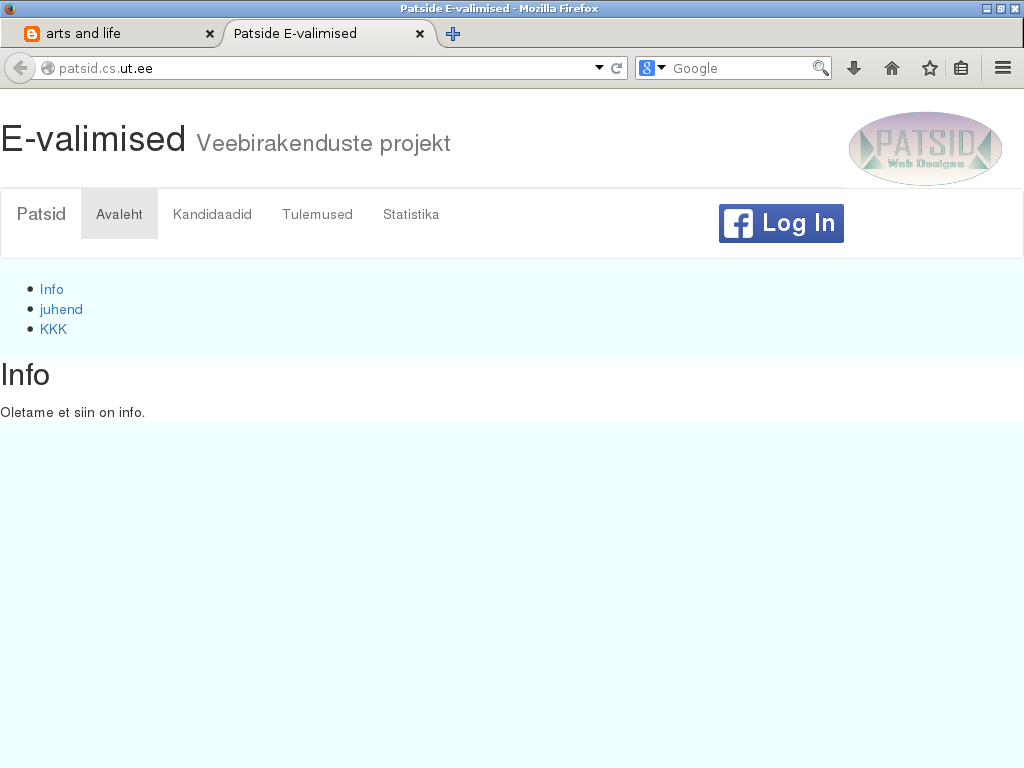 Patside E-valimised - Mozilla Firefox
arts and life
Patside E-valimised
patsid.cs.ut.ee
Google
E-valimised Veebirakenduste projekt
PATSID
Web Designs
Patsid Avaleht Kandidaadid Tulemused Statistika
Log In
Info
juhend
KKK
Info
Oletame et siin on info.